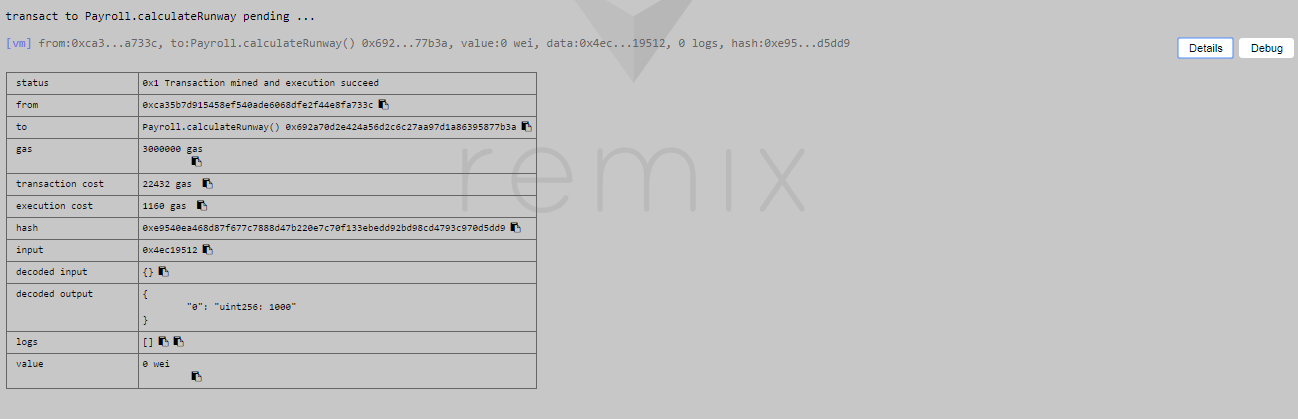 transact to Payroll.calculateRunway pending ...
[vm] from:0xca3...a733c, to:Payroll.calculateRunway() 0x692...77b3a, value:0 wei, data:0x4ec...19512, 0 logs, hash:0xe95...d5dd9
Details Debug
status 0x1 Transaction mined and execution succeed
from 0xca35b7d915458ef540ade6068dfe2f44e8fa733c
to Payroll.calculateRunway() 0x692a70d2e424a56d2c6c27aa97d1a86395877b3a
gas 3000000 gas
transaction cost 22432 gas
execution cost 1160 gas
hash 0xe9540ea468d87f677c7888d47b220e7c70f133ebedd92bd98cd4793c970d5dd9
input 0x4ec19512
decoded input {}
decoded output {
"0": "uint256: 1000"
}
logs []
value 0 wei
remix